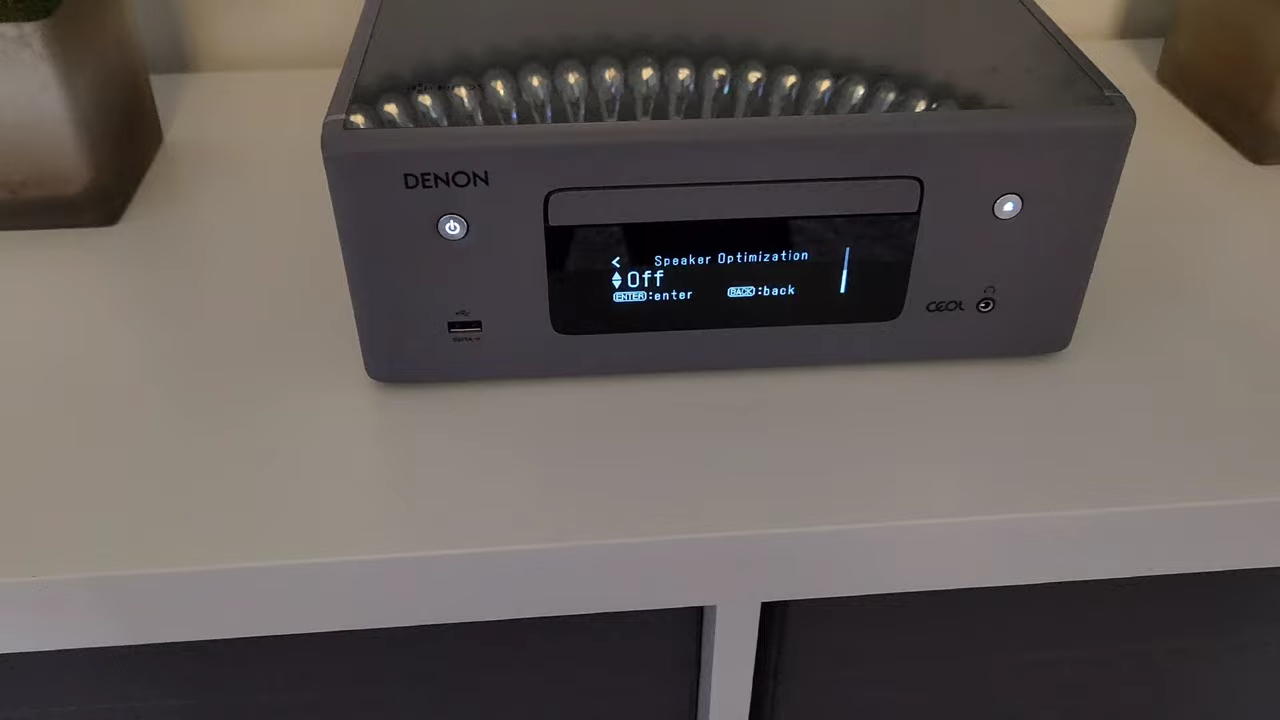 DENON
< Speaker Optimization
Off
ENTER:enter BACK:back
CEOL